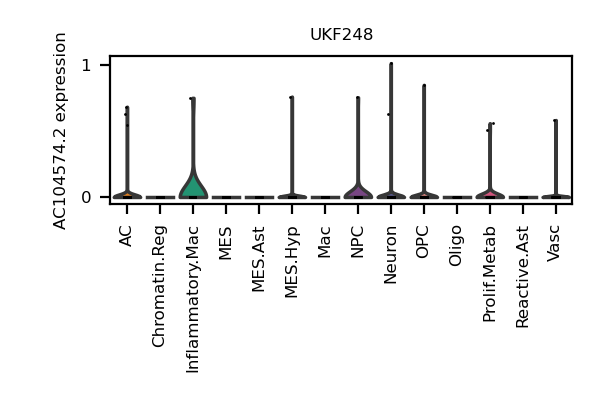 UKF248
AC104574.2 expression
1
0
AC
Chromatin.Reg
Inflammatory.Mac
MES
MES.Ast
MES.Hyp
Mac
NPC
Neuron
OPC
Oligo
Prolif.Metab
Reactive.Ast
Vasc